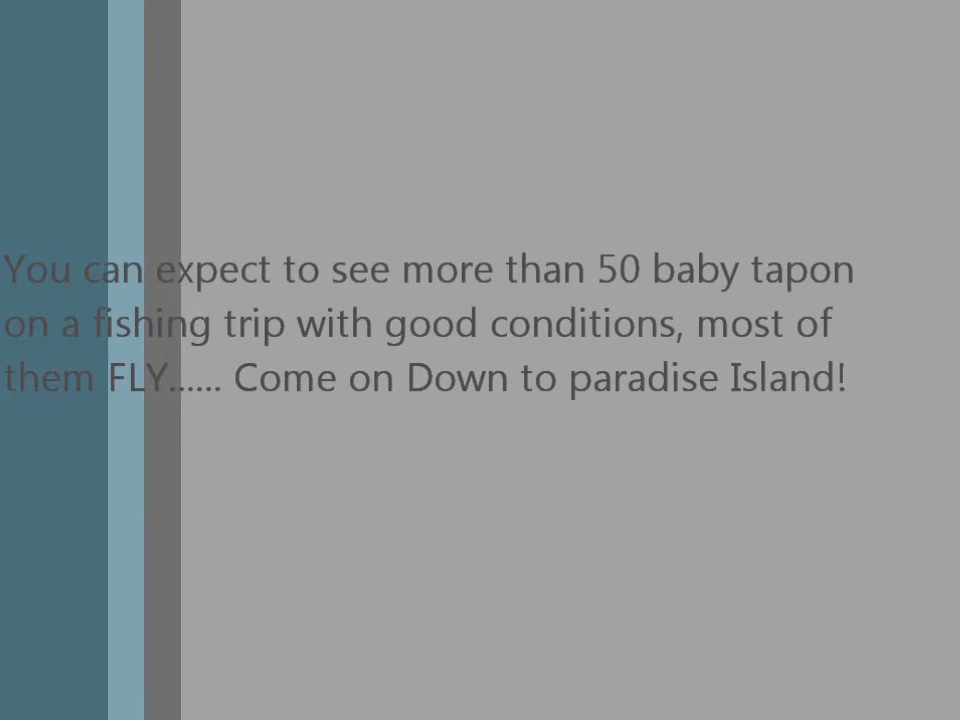 You can expect to see more than 50 baby tapon
on a fishing trip with good conditions, most of
them FLY...... Come on Down to paradise Island!